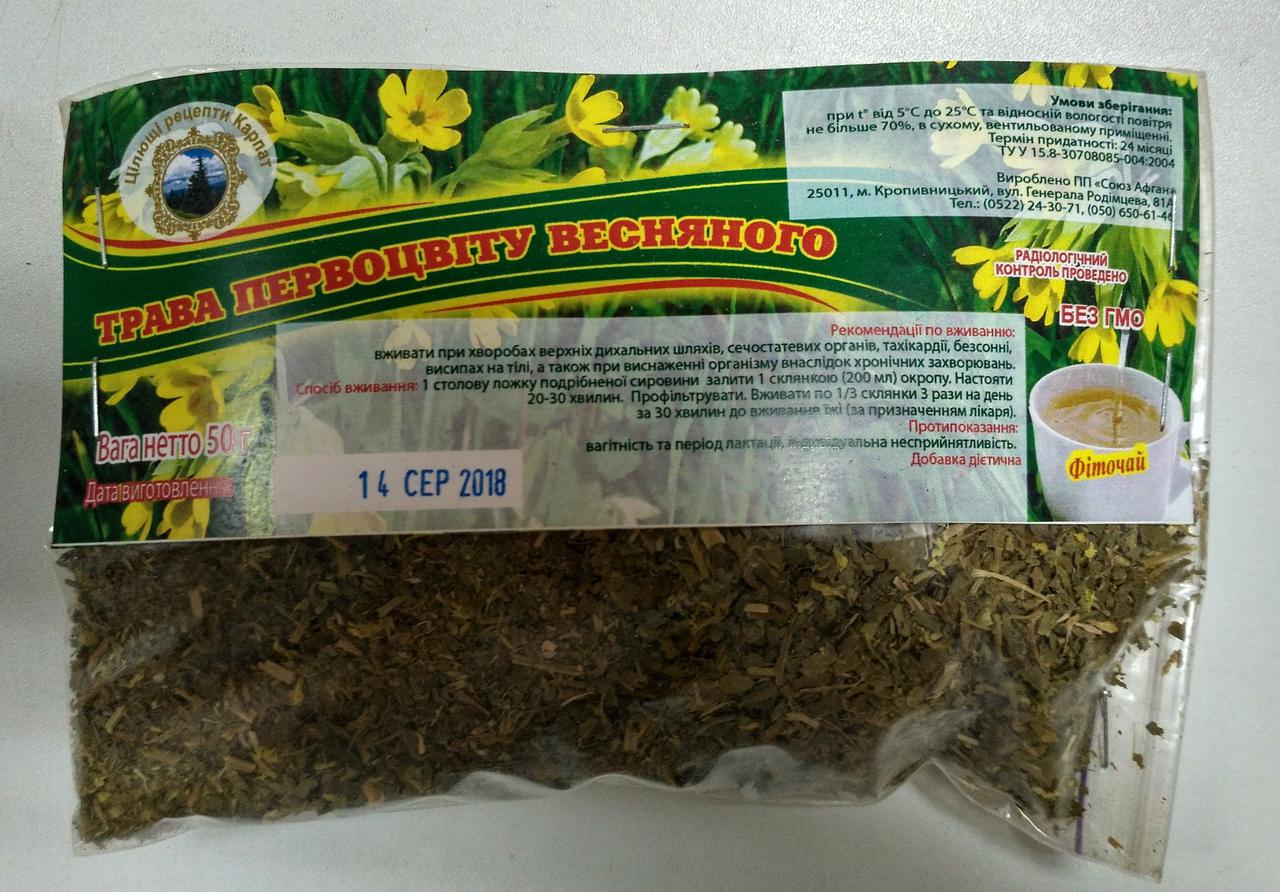 Цілющі рецепти Карпат
ТРАВА ПЕРВОЦВІТУ ВЕСНЯНОГО
Умови зберігання:
при t° від 5°С до 25°С та відносній вологості повітря
не більше 70%, в сухому, вентильованому приміщенні.
Термін придатності: 24 місяці
ТУ У 15.8-30708085-004:2004
Вироблено ПП «Союз Афган»
25011, м. Кропивницький, вул. Генерала Родімцева, 81А
Тел.: (0522) 24-30-71, (050) 650-61-46
РАДІОЛОГІЧНИЙ
КОНТРОЛЬ ПРОВЕДЕНО
БЕЗ ГМО
Рекомендації по вживанню:
вживати при хворобах верхніх дихальних шляхів, сечостатевих органів, тахікардії, безсонні,
висипах на тілі, а також при виснаженні організму внаслідок хронічних захворювань.
Спосіб вживання: 1 столову ложку подрібненої сировини залити 1 склянкою (200 мл) окропу. Настояти
20-30 хвилин. Профільтрувати. Вживати по 1/3 склянки 3 рази на день
за 30 хвилин до вживання їжі (за призначенням лікаря).
Протипоказання:
вагітність та період лактації, індивідуальна несприйнятливість.
Добавка дієтична
Вага нетто 50 г
Дата виготовлення:
14 СЕР 2018
Фіточай